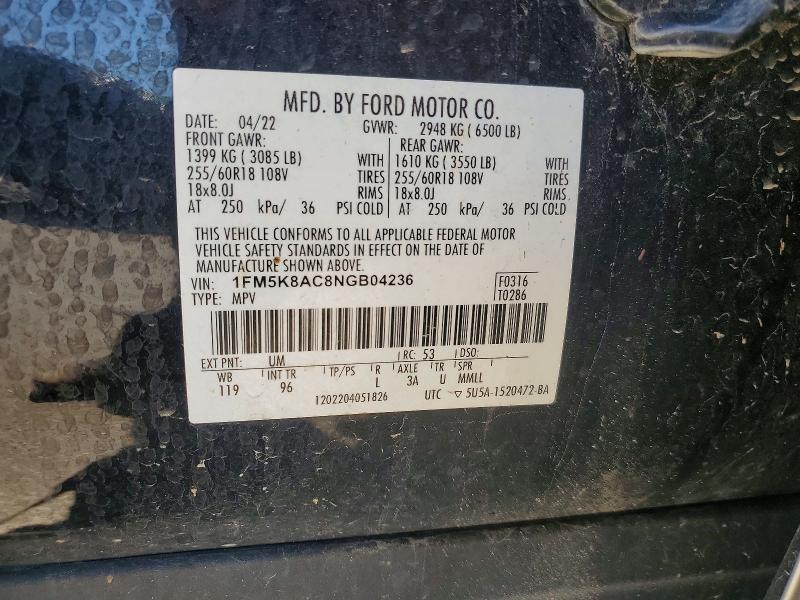 MFD. BY FORD MOTOR CO.
DATE: 04/22 GVWR: 2948 KG ( 6500 LB)
FRONT GAWR: REAR GAWR:
1399 KG ( 3085 LB) WITH 1610 KG ( 3550 LB) WITH
255/60R18 108V TIRES 255/60R18 108V TIRES
18x8.0J RIMS 18x8.0J RIMS
AT 250 kPa/ 36 PSI COLD AT 250 kPa/ 36 PSI COLD
THIS VEHICLE CONFORMS TO ALL APPLICABLE FEDERAL MOTOR
VEHICLE SAFETY STANDARDS IN EFFECT ON THE DATE OF
MANUFACTURE SHOWN ABOVE.
VIN: 1FM5K8AC8NGB04236 F0316
TYPE: MPV T0286
EXT PNT: UM RC: 53 DSO:
WB INT TR TP/PS R AXLE TR SPR
119 96 L 3A U MMLL
1202204051826 UTC ▽ 5U5A-1520472-BA